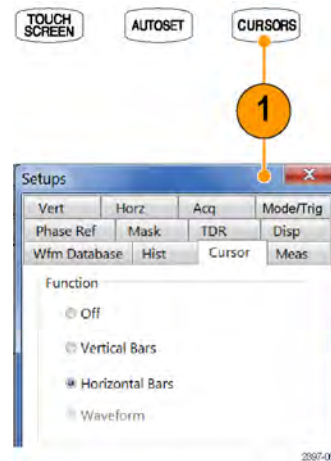 TOUCH SCREEN AUTOSET CURSORS
1
Setups
Vert Horz Acq Mode/Trig
Phase Ref Mask TDR Disp
Wfm Database Hist Cursor Meas
Function
Off
Vertical Bars
Horizontal Bars
Waveform